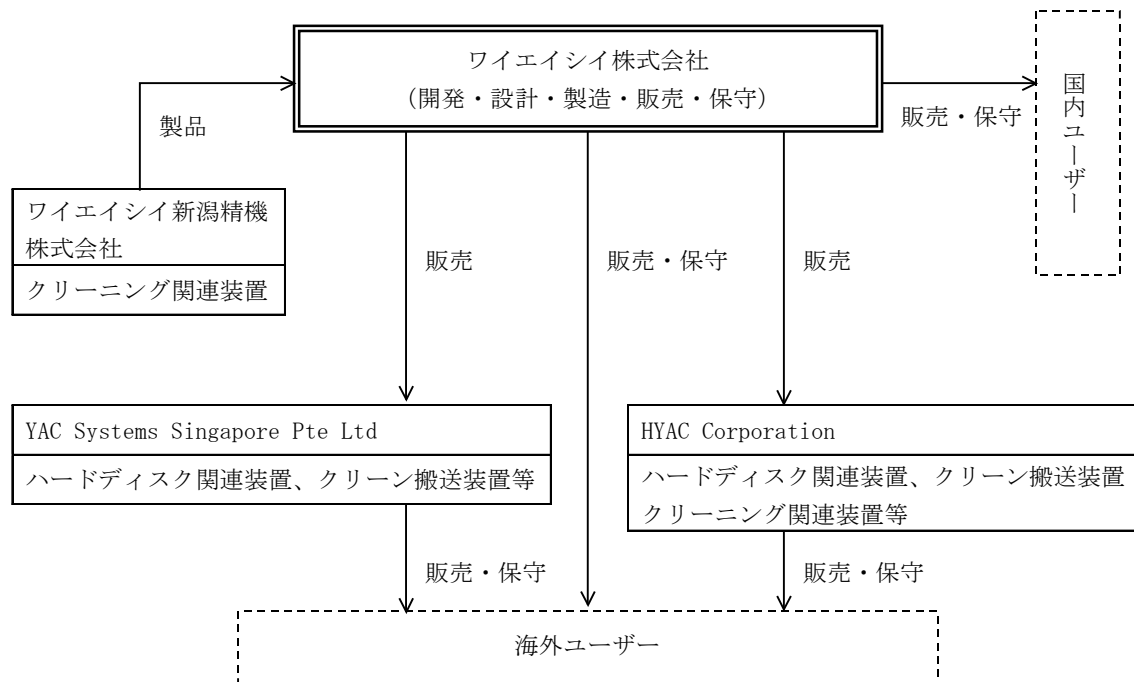 ワイエイシイ株式会社
（開発・設計・製造・販売・保守）
製品
販売・保守
国内ユーザー
ワイエイシイ新潟精機
株式会社
クリーニング関連装置
販売
販売・保守
販売
YAC Systems Singapore Pte Ltd
ハードディスク関連装置、クリーン搬送装置等
HYAC Corporation
ハードディスク関連装置、クリーン搬送装置
クリーニング関連装置等
販売・保守
販売・保守
海外ユーザー